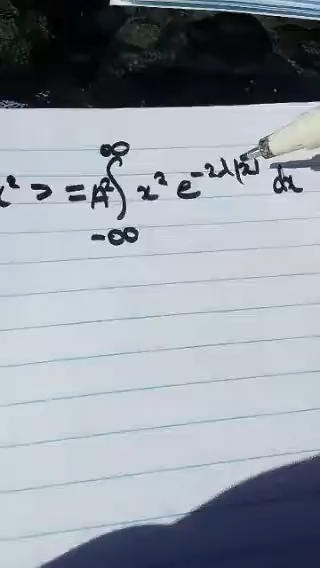 x² > = A² ∫_{-∞}^{∞} x² e^{-2λ|x|} dx